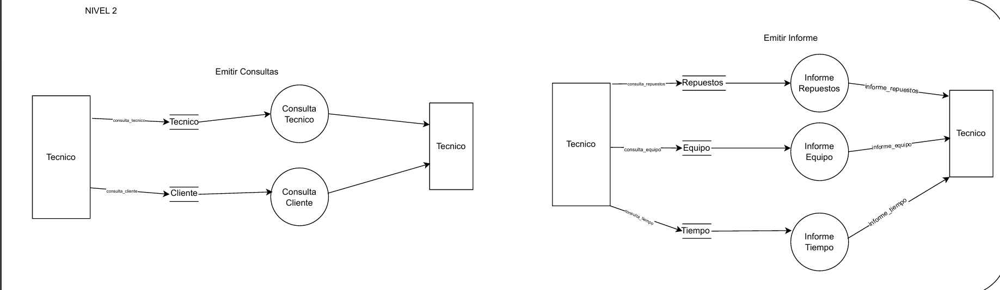 NIVEL 2
Emitir Consultas
Tecnico
consulta_tecnico
Tecnico
Consulta
Tecnico
Tecnico
consulta_cliente
Cliente
Consulta
Cliente
Emitir Informe
Tecnico
consulta_repuestos
Repuestos
Informe
Repuestos
informe_repuestos
Tecnico
consulta_equipo
Equipo
Informe
Equipo
informe_equipo
consulta_tiempo
Tiempo
Informe
Tiempo
informe_tiempo